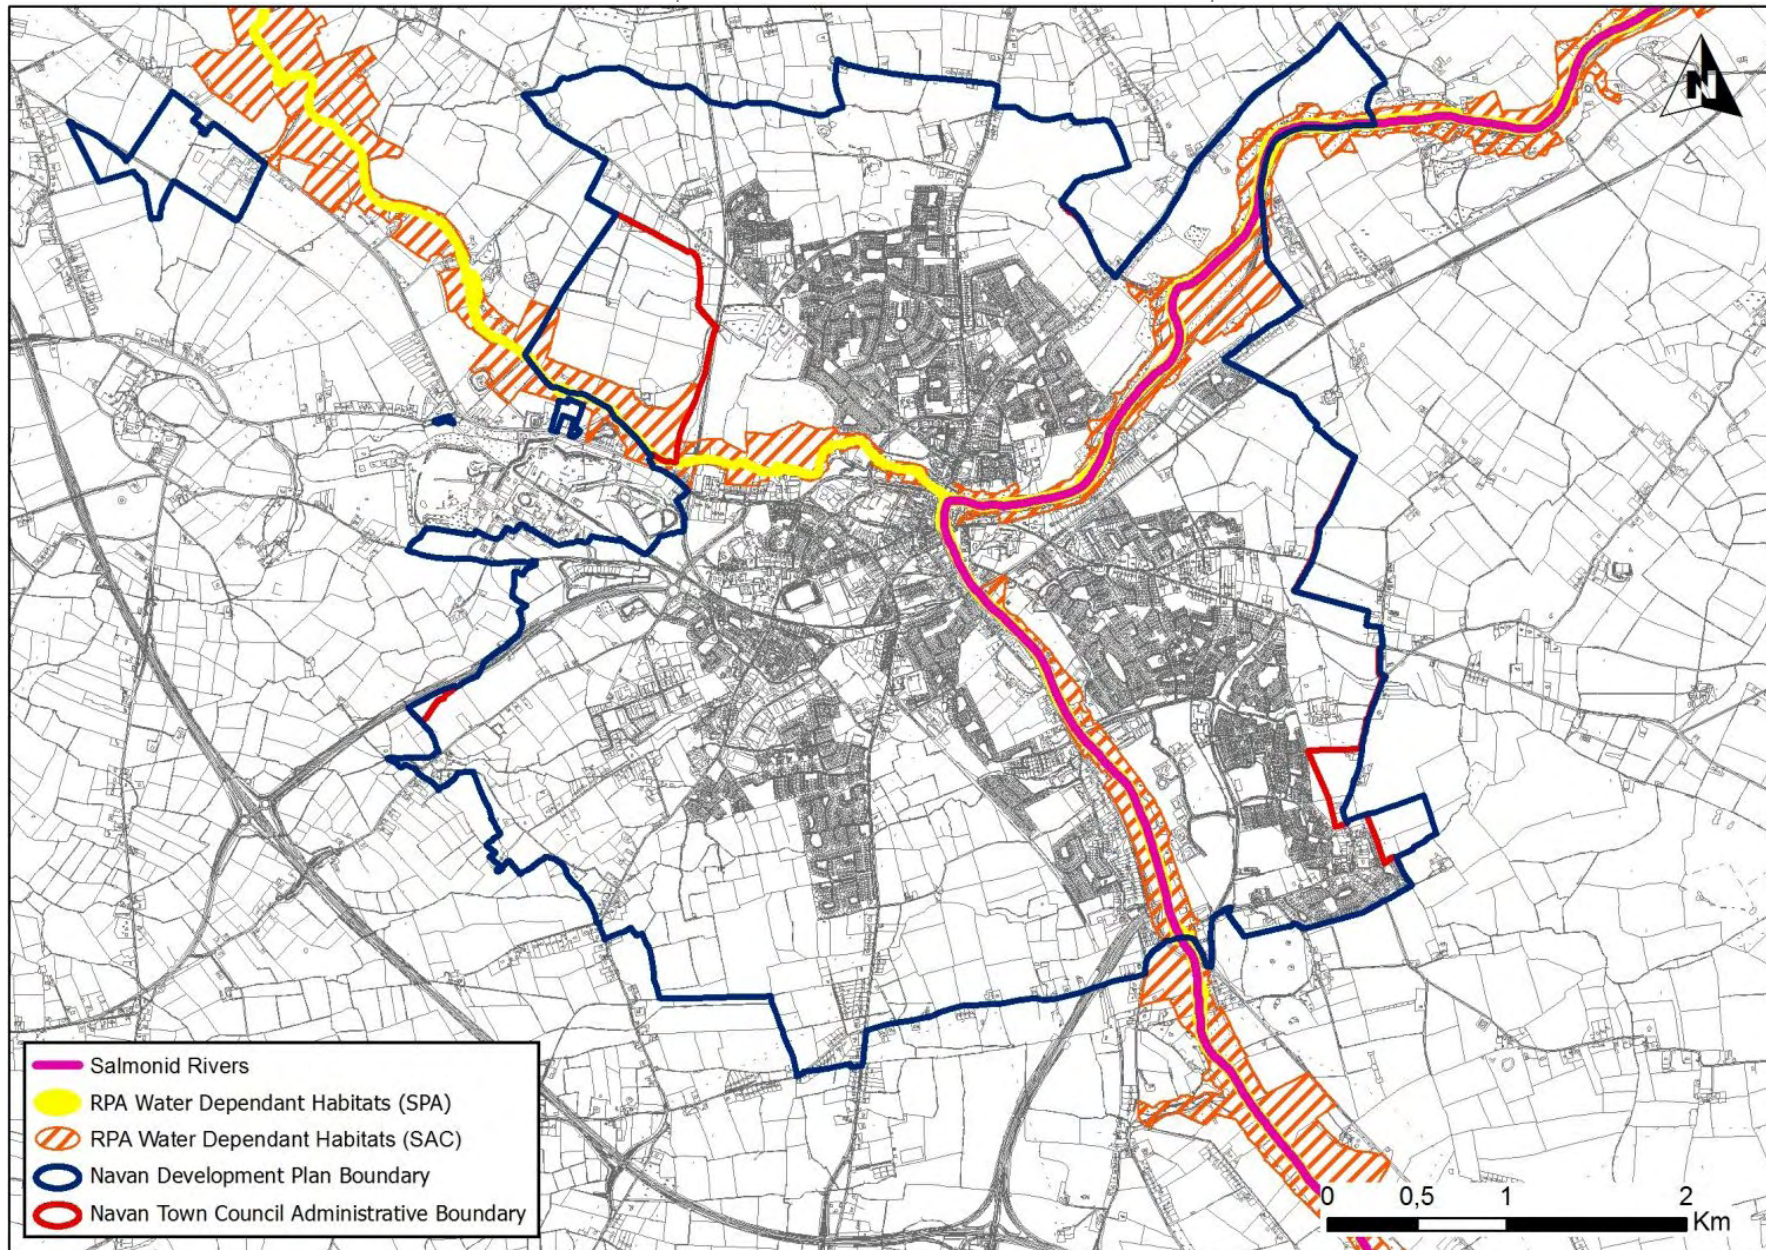 N
Salmonid Rivers
RPA Water Dependant Habitats (SPA)
RPA Water Dependant Habitats (SAC)
Navan Development Plan Boundary
Navan Town Council Administrative Boundary
0 0,5 1 2
Km